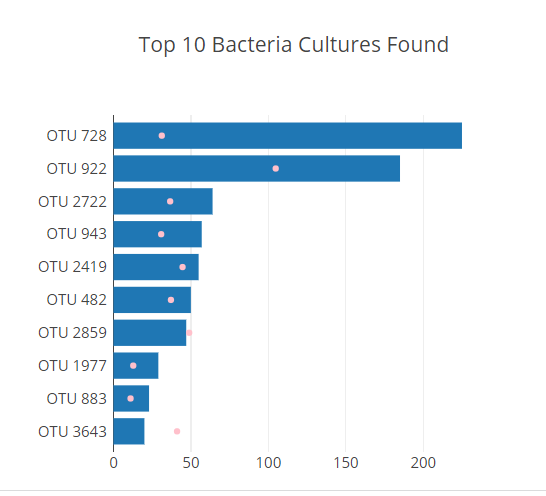 Top 10 Bacteria Cultures Found
OTU 728
OTU 922
OTU 2722
OTU 943
OTU 2419
OTU 482
OTU 2859
OTU 1977
OTU 883
OTU 3643
0 50 100 150 200